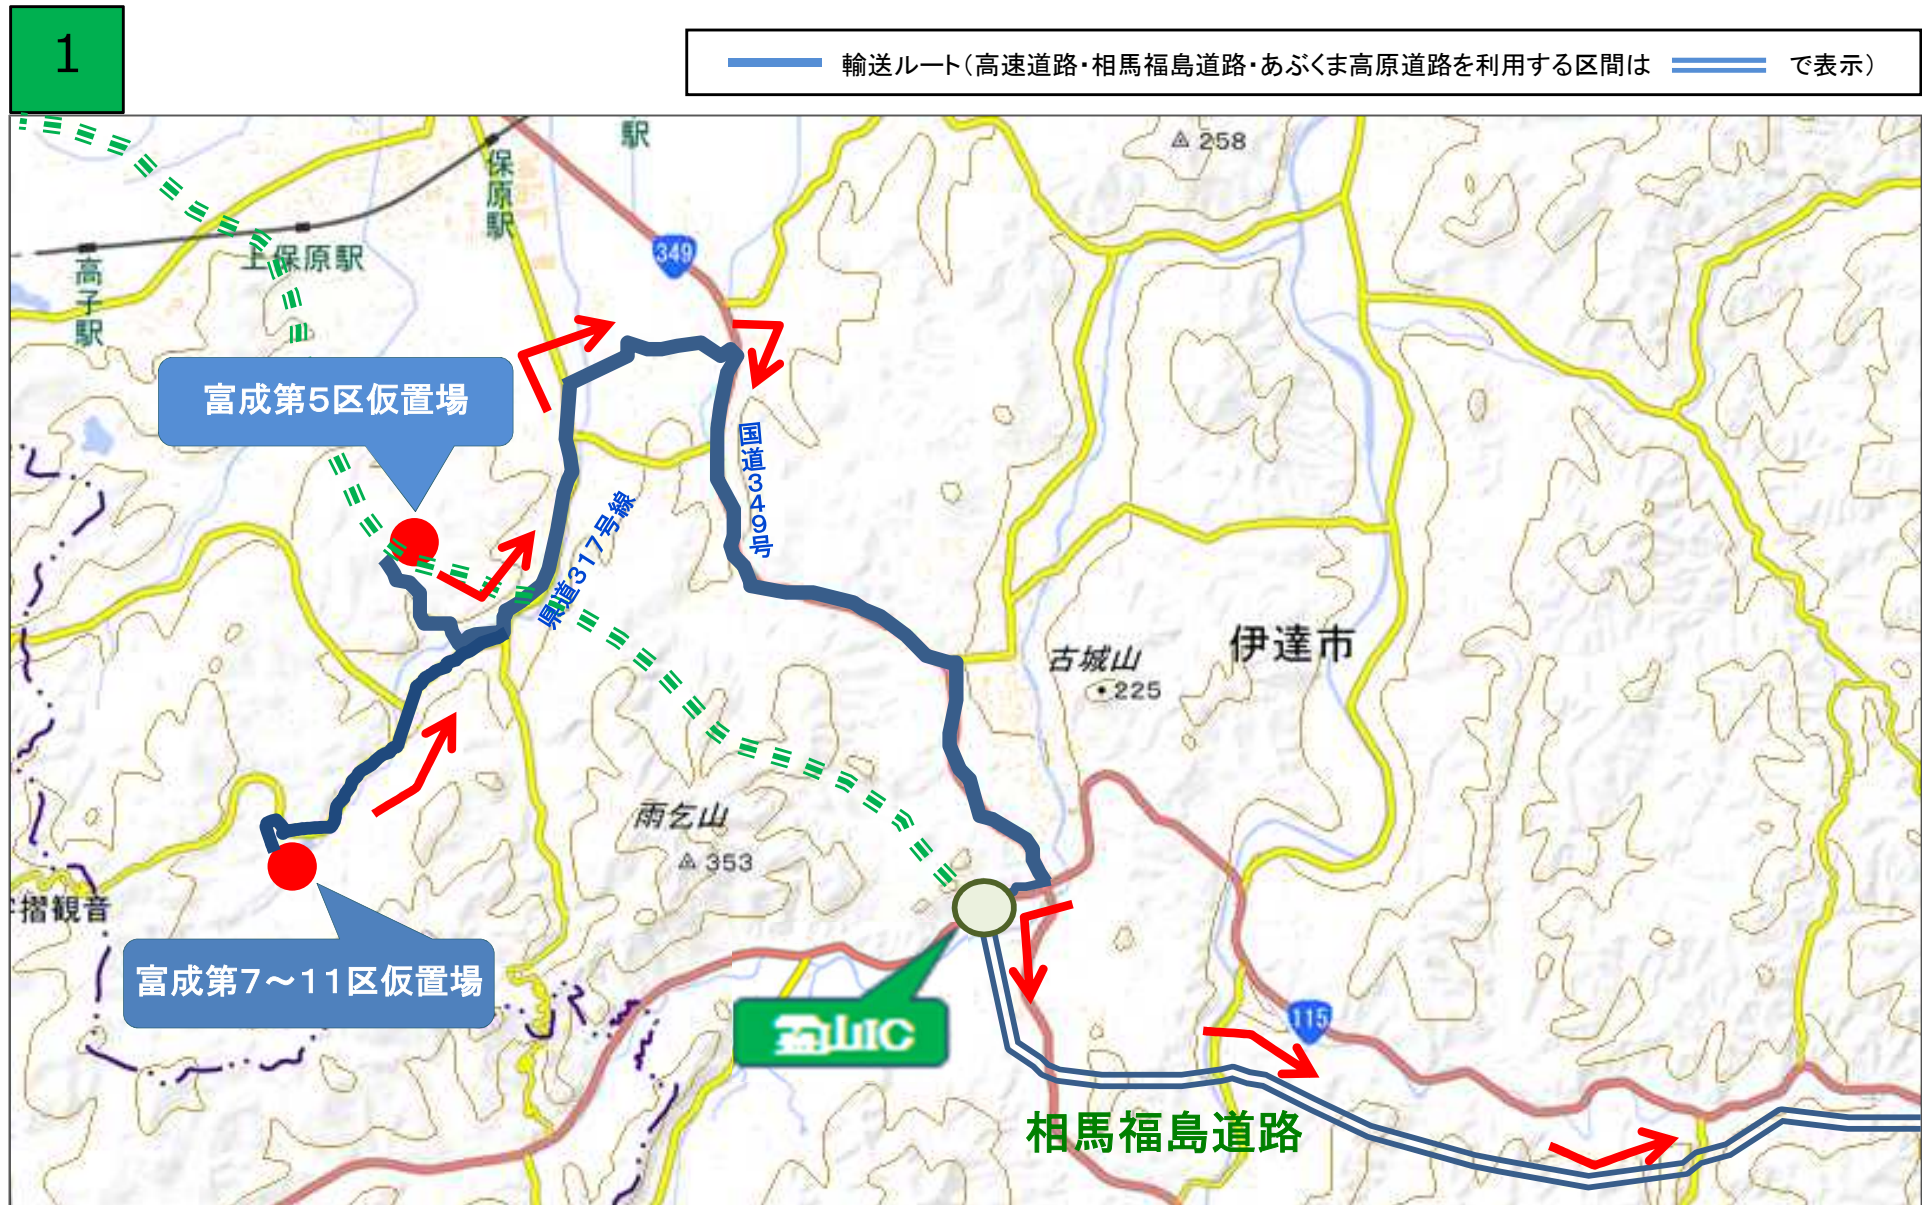 1
輸送ルート(高速道路・相馬福島道路・あぶくま高原道路を利用する区間は で表示)
駅
258
保原駅
上保原駅
高子駅
349
富成第5区仮置場
国道349号
県道317号線
古城山
225
伊達市
雨乞山
353
摺観音
富成第7～11区仮置場
霊山IC
115
相馬福島道路